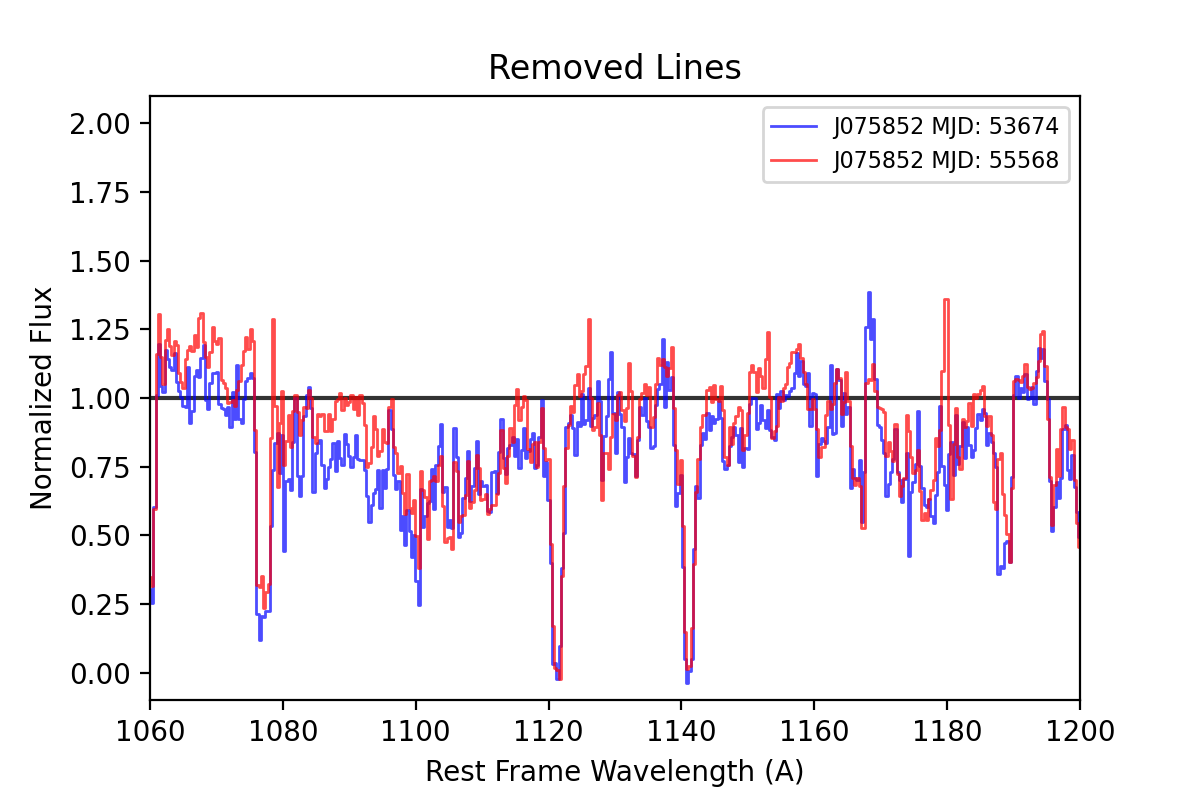 Removed Lines
J075852 MJD: 53674
J075852 MJD: 55568
Normalized Flux
2.00
1.75
1.50
1.25
1.00
0.75
0.50
0.25
0.00
1060 1080 1100 1120 1140 1160 1180 1200
Rest Frame Wavelength (A)